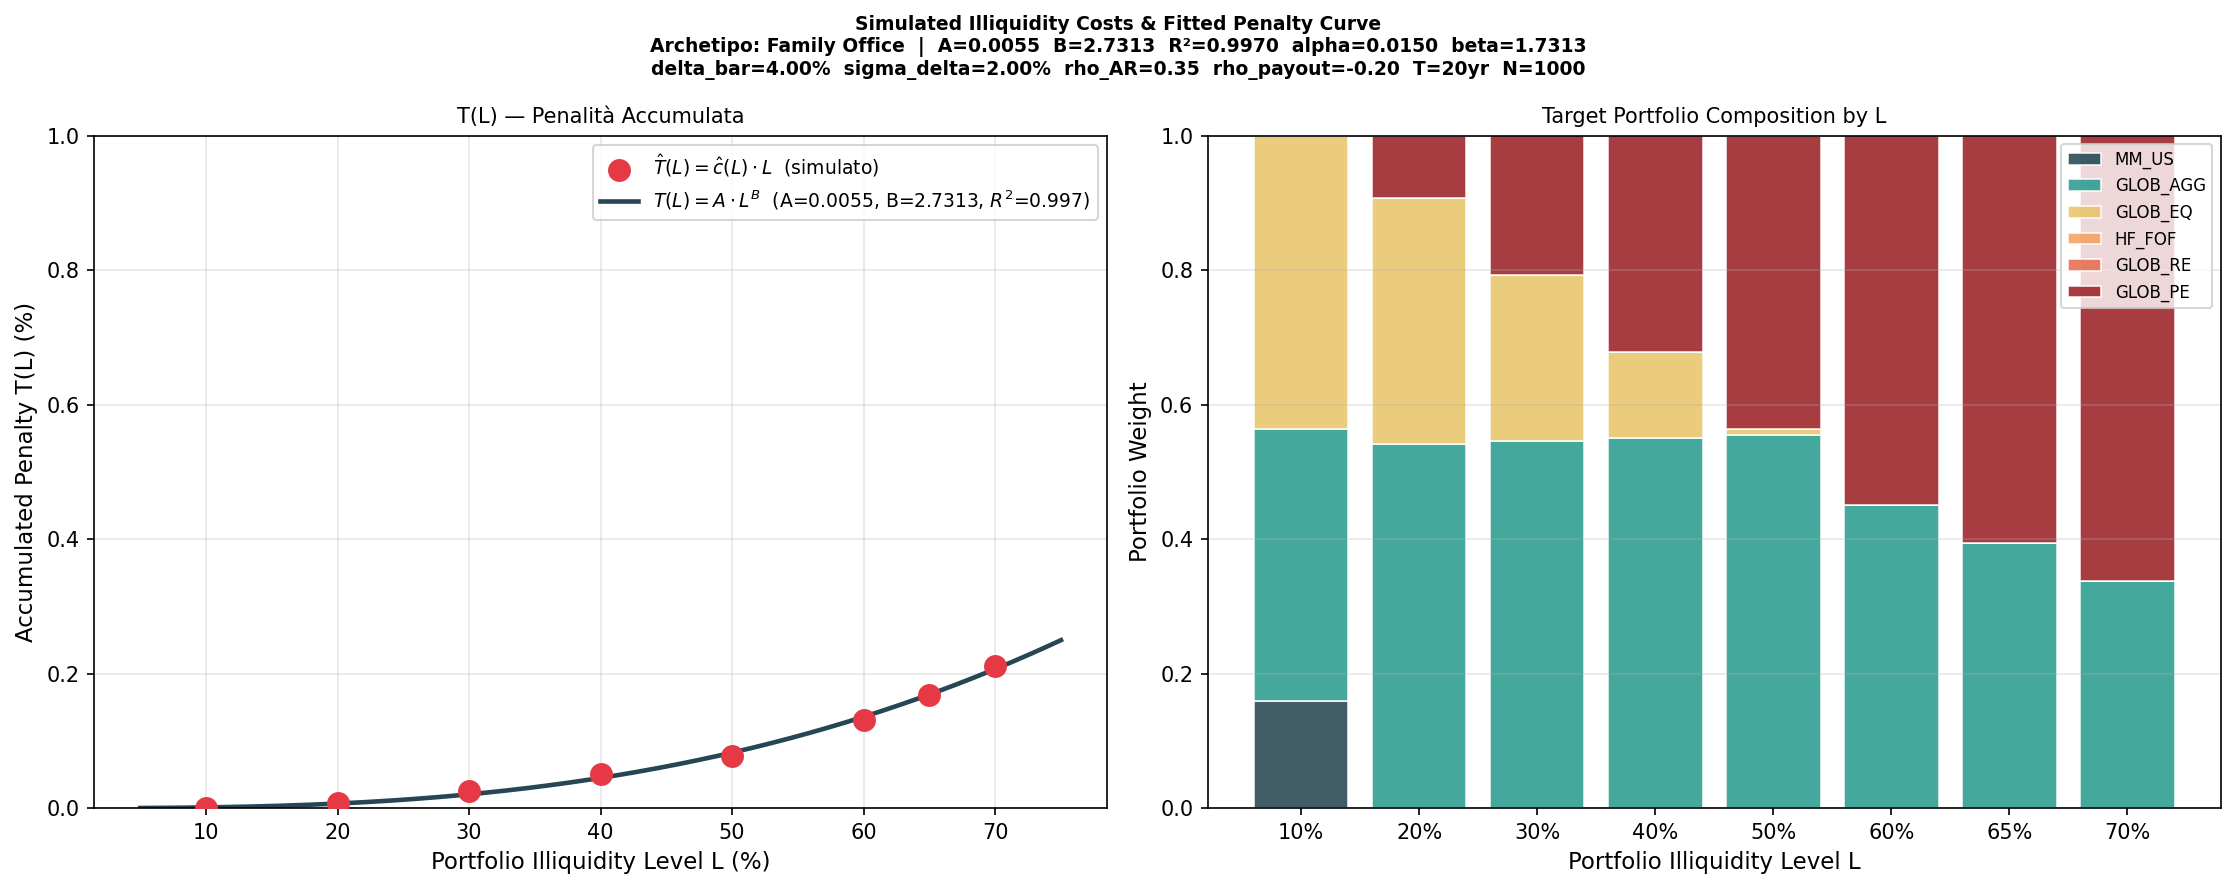 Simulated Illiquidity Costs & Fitted Penalty Curve
Archetipo: Family Office | A=0.0055 B=2.7313 R²=0.9970 alpha=0.0150 beta=1.7313
delta_bar=4.00% sigma_delta=2.00% rho_AR=0.35 rho_payout=-0.20 T=20yr N=1000
T(L) — Penalità Accumulata
Accumulated Penalty T(L) (%)
1.0
0.8
0.6
0.4
0.2
0.0
T̂(L) = ĉ(L) · L (simulato)
T(L) = A · L^B (A=0.0055, B=2.7313, R²=0.997)
10 20 30 40 50 60 70
Portfolio Illiquidity Level L (%)
Target Portfolio Composition by L
Portfolio Weight
1.0
0.8
0.6
0.4
0.2
0.0
MM_US
GLOB_AGG
GLOB_EQ
HF_FOF
GLOB_RE
GLOB_PE
10% 20% 30% 40% 50% 60% 65% 70%
Portfolio Illiquidity Level L